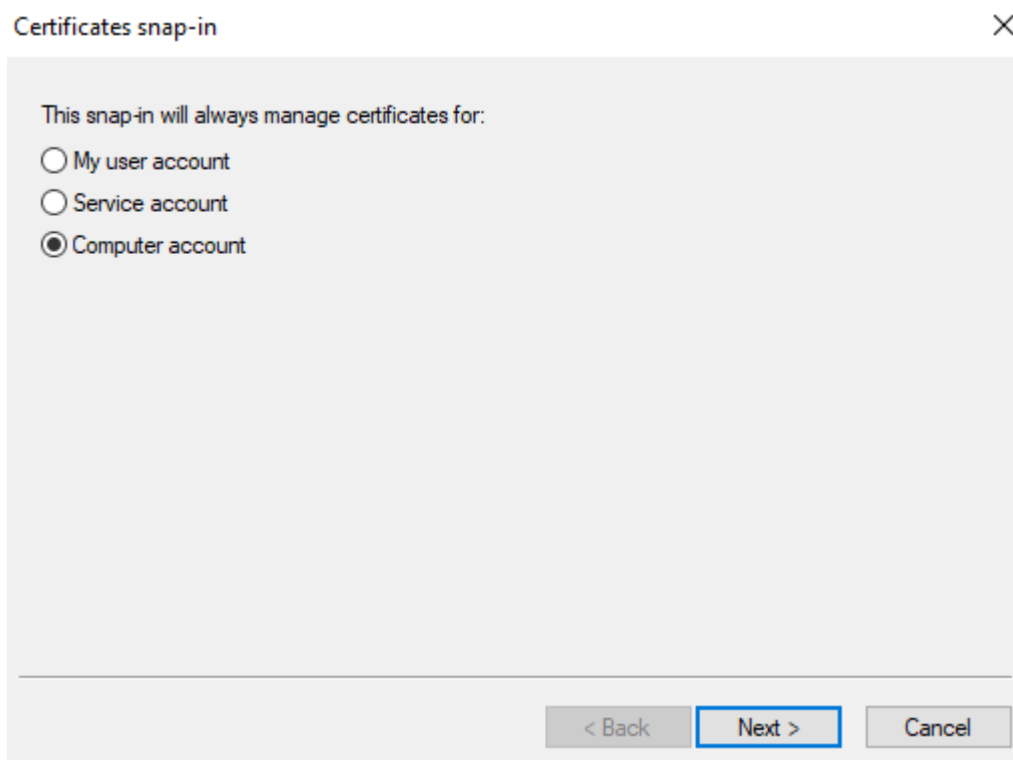 Certificates snap-in
This snap-in will always manage certificates for:
My user account
Service account
Computer account
< Back Next > Cancel